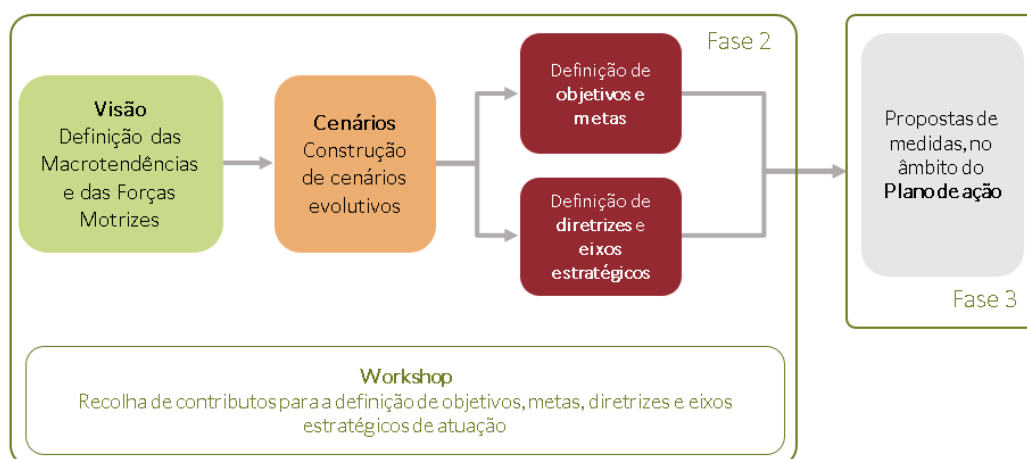 Fase 2
Visão
Definição das
Macrotendências
e das Forças
Motrizes
Cenários
Construção
de cenários
evolutivos
Definição de
objetivos e
metas
Definição de
diretrizes e
eixos
estratégicos
Propostas de
medidas, no
âmbito do
Plano de ação
Fase 3
Workshop
Recolha de contributos para a definição de objetivos, metas, diretrizes e eixos
estratégicos de atuação